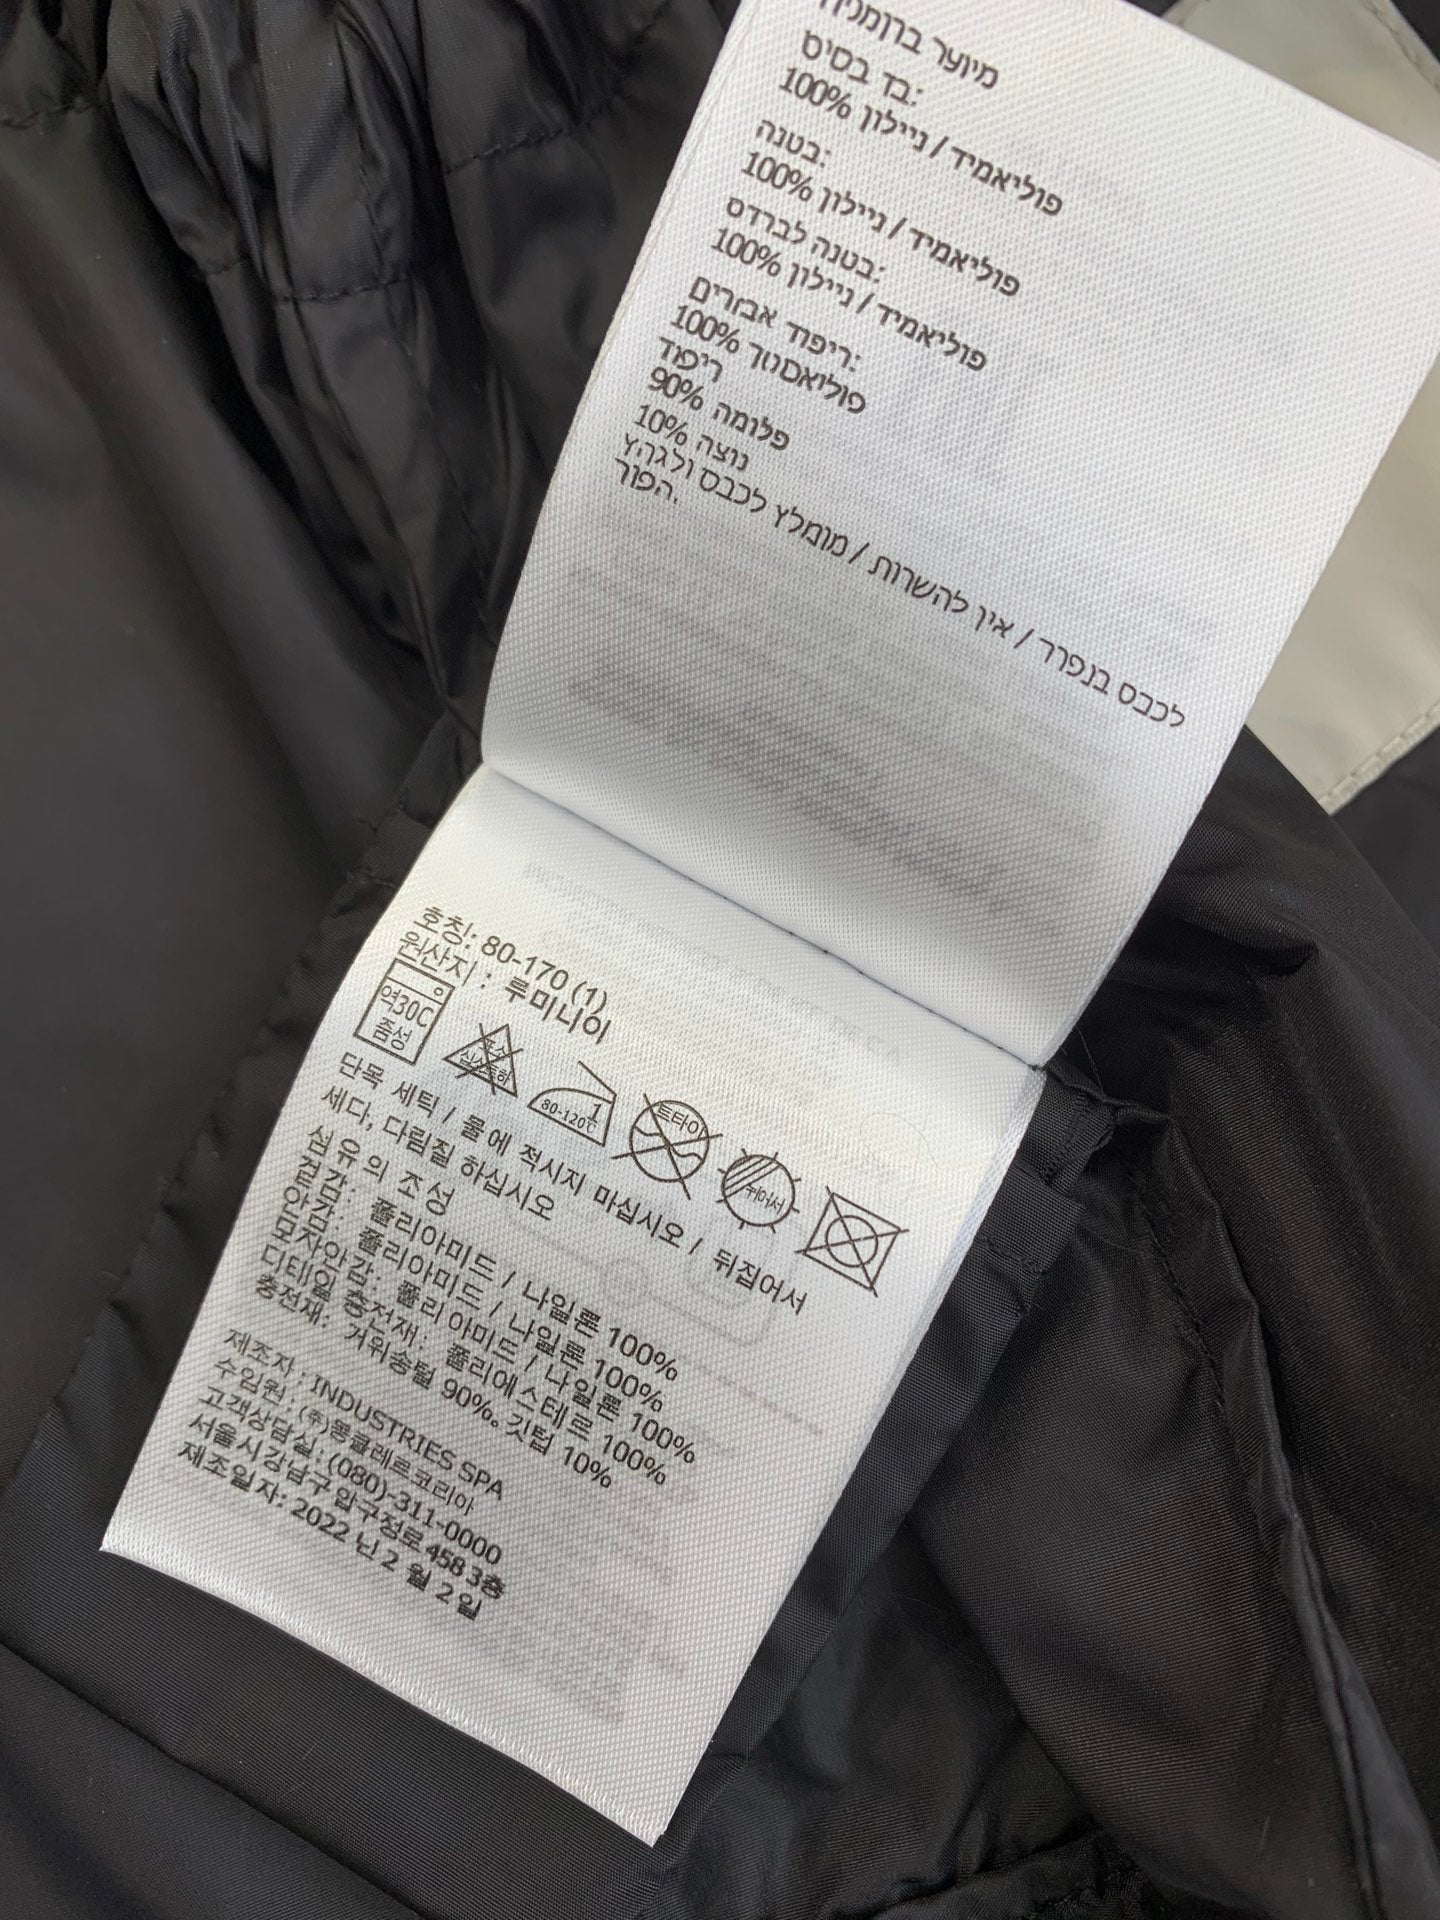 מיוער ברומניה
בד בסיס:
100% ניילון / פוליאמיד
בטנה:
100% ניילון / פוליאמיד
בטנה לברדס:
100% ניילון / פוליאמיד
ריפוד אבזרים:
100% פוליאסטר
ריפוד
90% פלומה
10% נוצה
לכבס בנפרד / אין להשרות / מומלץ לכבס ולגהץ
הפוך.
호칭: 80-170 (1)
원산지 : 루미니이
약30C
중성
80-120℃
1
단목 세틱 / 물에 적시지 마십시오 / 뒤집어서
세다, 다림질 하십시오
섬유의 조성
겉감: 폴리아미드 / 나일론 100%
안감: 폴리아미드 / 나일론 100%
모자안감: 폴리아미드 / 나일론 100%
디테일 충전재: 폴리에스테르 100%
충전재: 거위솜털 90%。깃털 10%
제조자 : INDUSTRIES SPA
수입원 : (주)몽클레르코리아
고객상담실 : (080)-311-0000
서울시강남구압구정로 458 3층
제조일자: 2022 년 2 월 2 일